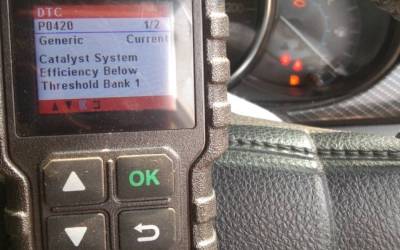 DTC
P0420 1/2
Generic Current
Catalyst System
Efficiency Below
Threshold Bank 1
OK